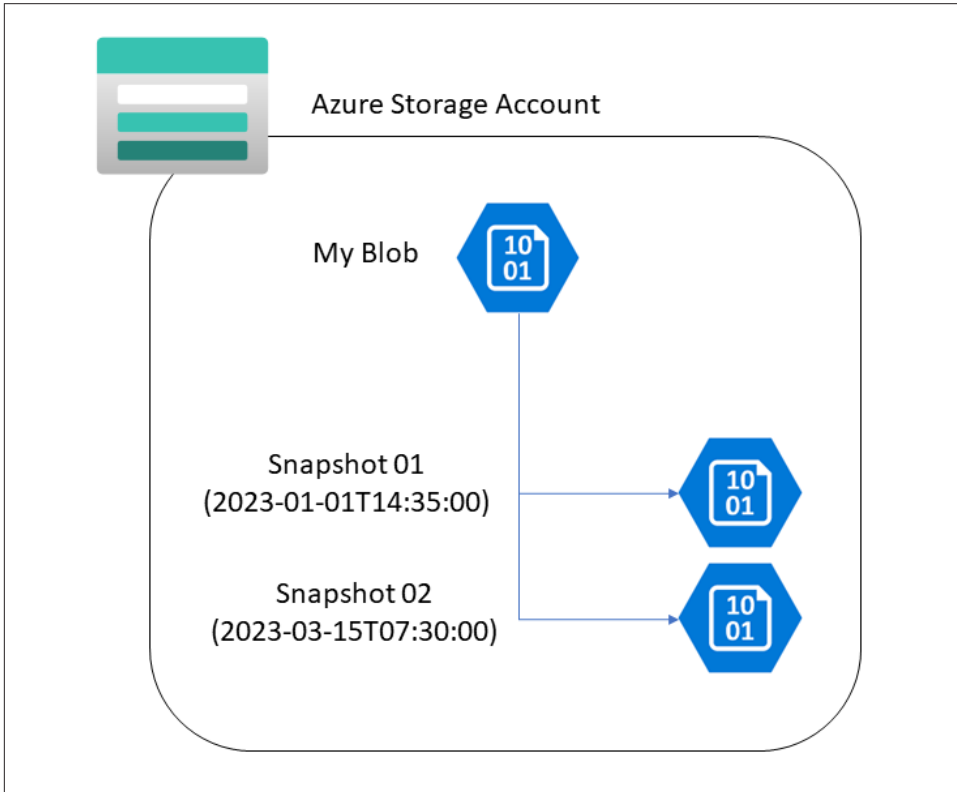 Azure Storage Account
My Blob
10
01
Snapshot 01
(2023-01-01T14:35:00)
10
01
Snapshot 02
(2023-03-15T07:30:00)
10
01